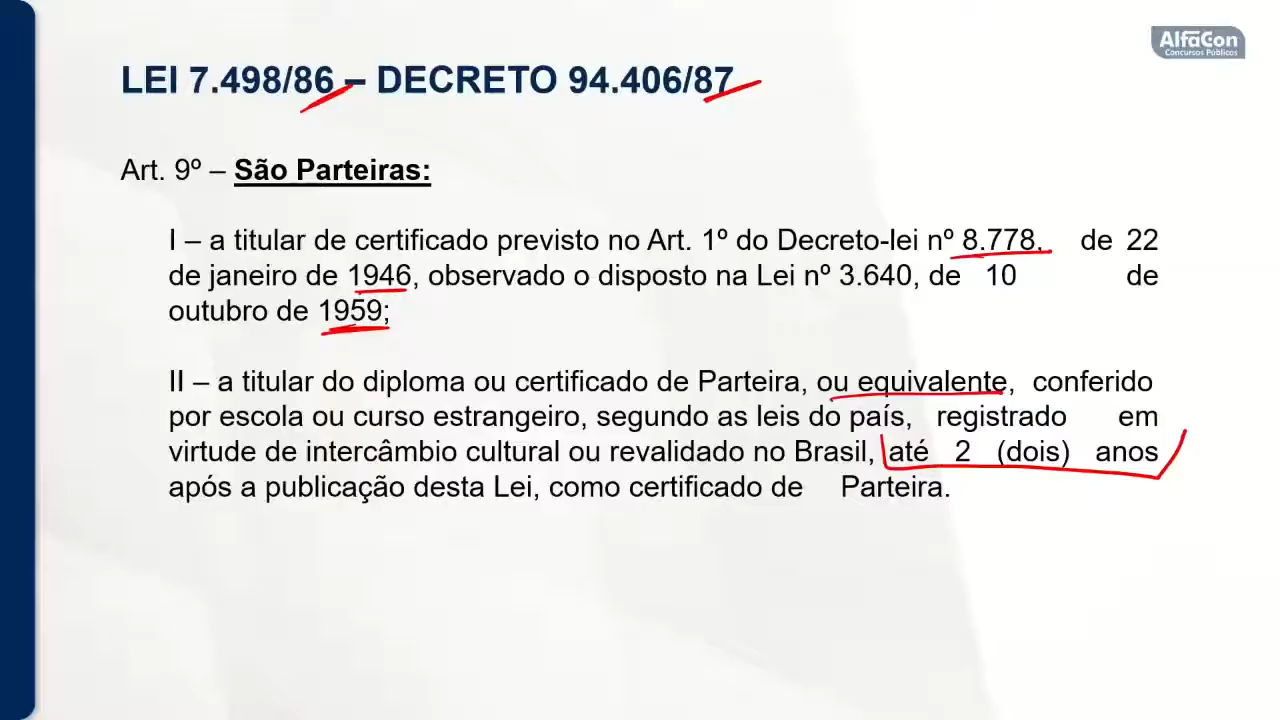 AlfaCon
Concursos Públicos
LEI 7.498/86 – DECRETO 94.406/87
Art. 9º – São Parteiras:
I – a titular de certificado previsto no Art. 1º do Decreto-lei nº 8.778, de 22
de janeiro de 1946, observado o disposto na Lei nº 3.640, de 10 de
outubro de 1959;
II – a titular do diploma ou certificado de Parteira, ou equivalente, conferido
por escola ou curso estrangeiro, segundo as leis do país, registrado em
virtude de intercâmbio cultural ou revalidado no Brasil, até 2 (dois) anos
após a publicação desta Lei, como certificado de Parteira.